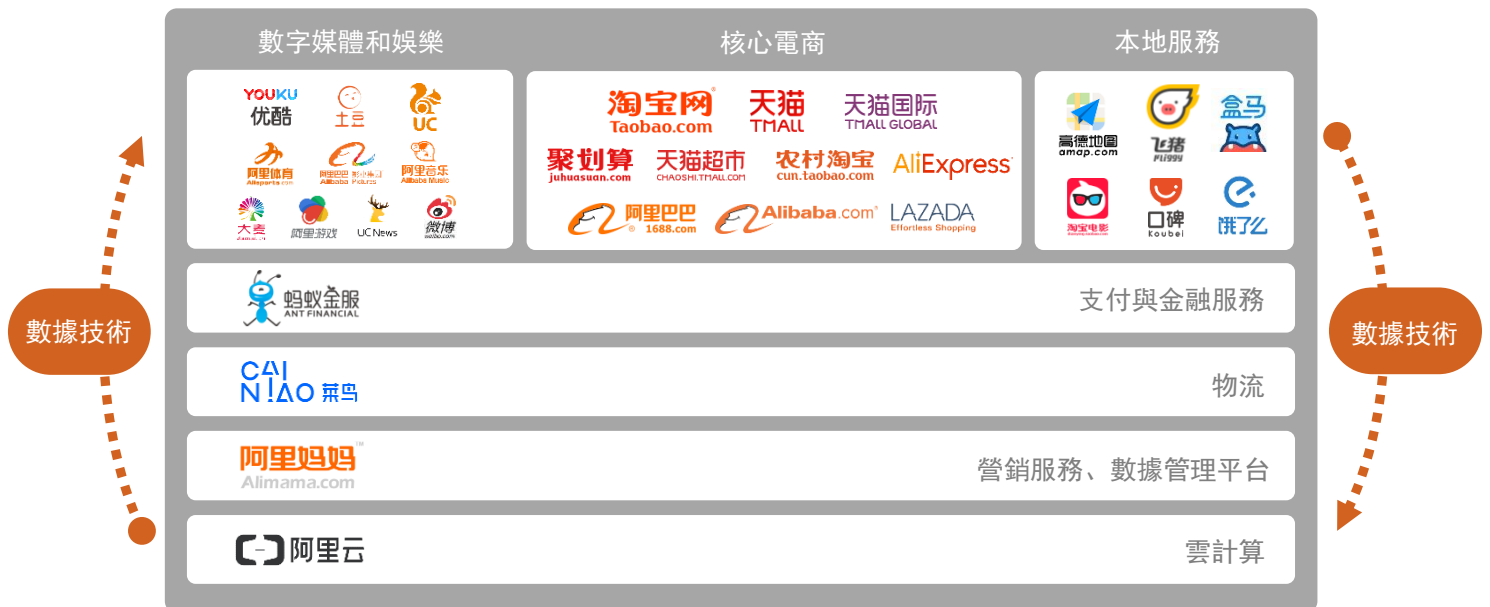 數字媒體和娛樂
核心電商
本地服務
YOUKU
优酷
土豆
UC
阿里体育
Alisports.com
阿里巴巴影业集团
Alibaba Pictures
阿里音乐
Alibaba Music
大麦
阿里游戏
UC News
微博
weibo.com
淘宝网
Taobao.com
天猫
TMALL
天猫国际
TMALL GLOBAL
聚划算
juhuasuan.com
天猫超市
CHAOSHI.TMALL.COM
农村淘宝
cun.taobao.com
AliExpress
阿里巴巴
1688.com
Alibaba.com
LAZADA
Effortless Shopping
高德地图
amap.com
飞猪
Fliggy
盒马
淘宝电影
口碑
Koubei
饿了么
數據技術
數據技術
蚂蚁金服
ANT FINANCIAL
支付與金融服務
CAI
NIAO 菜鸟
物流
阿里妈妈
Alimama.com
營銷服務、數據管理平台
阿里云
雲計算